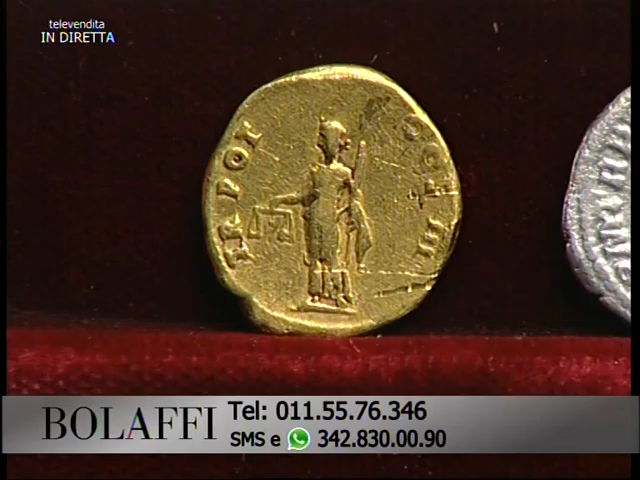 televendita
IN DIRETTA
TR POT
COS III
BOLAFFI
Tel: 011.55.76.346
SMS e 342.830.00.90